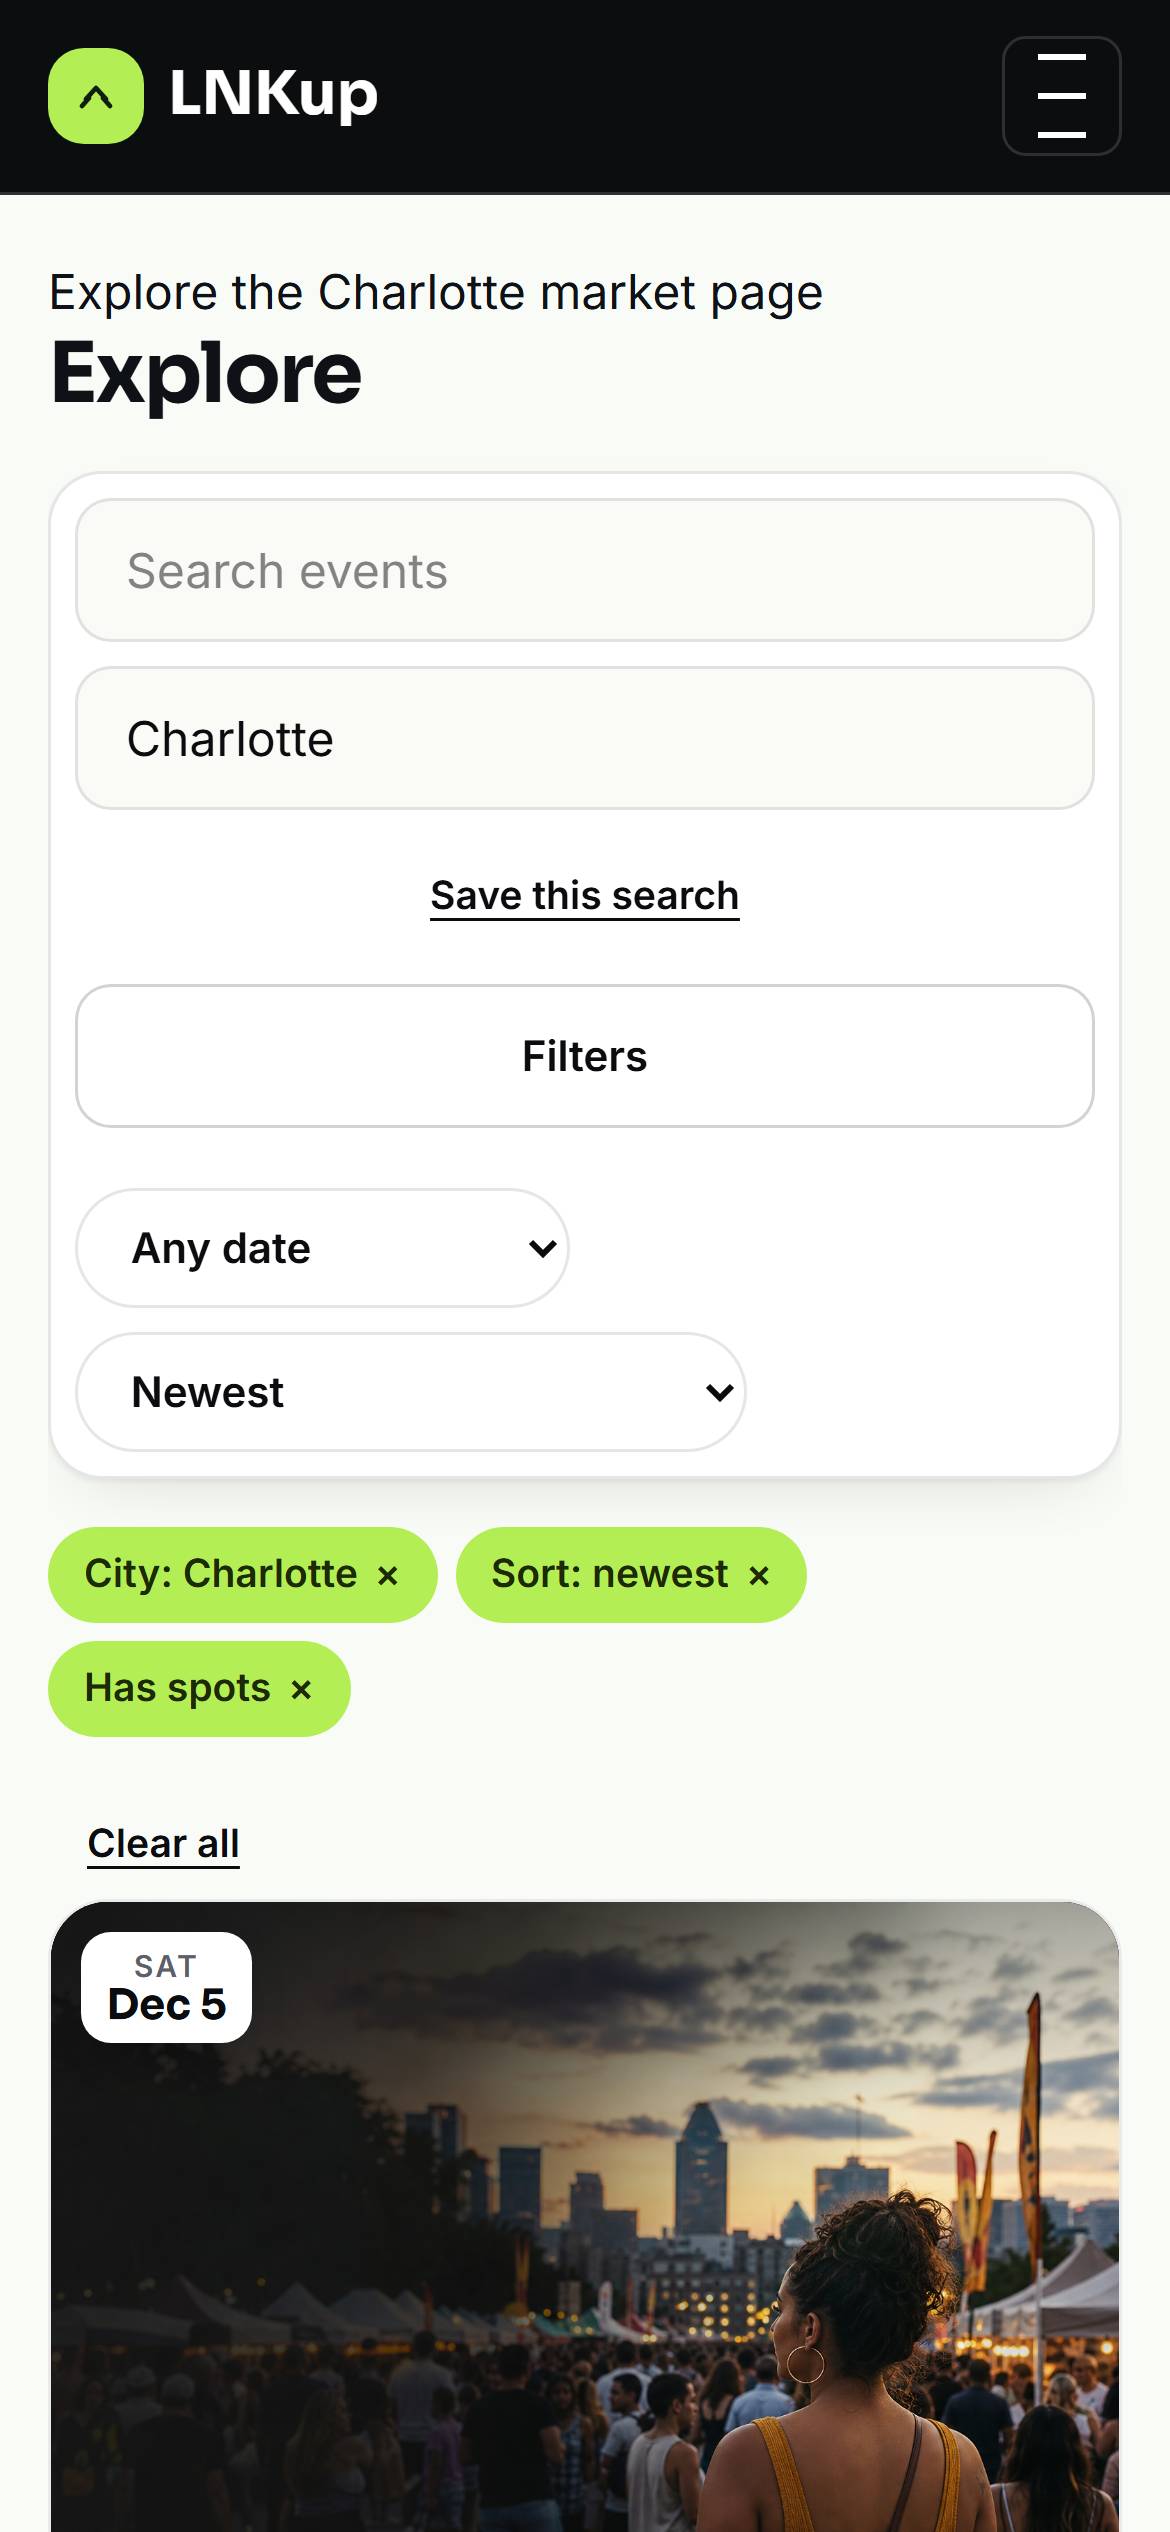 LNKup
Explore the Charlotte market page
Explore
Search events
Charlotte
Save this search
Filters
Any date
Newest
City: Charlotte ×
Sort: newest ×
Has spots ×
Clear all
SAT
Dec 5